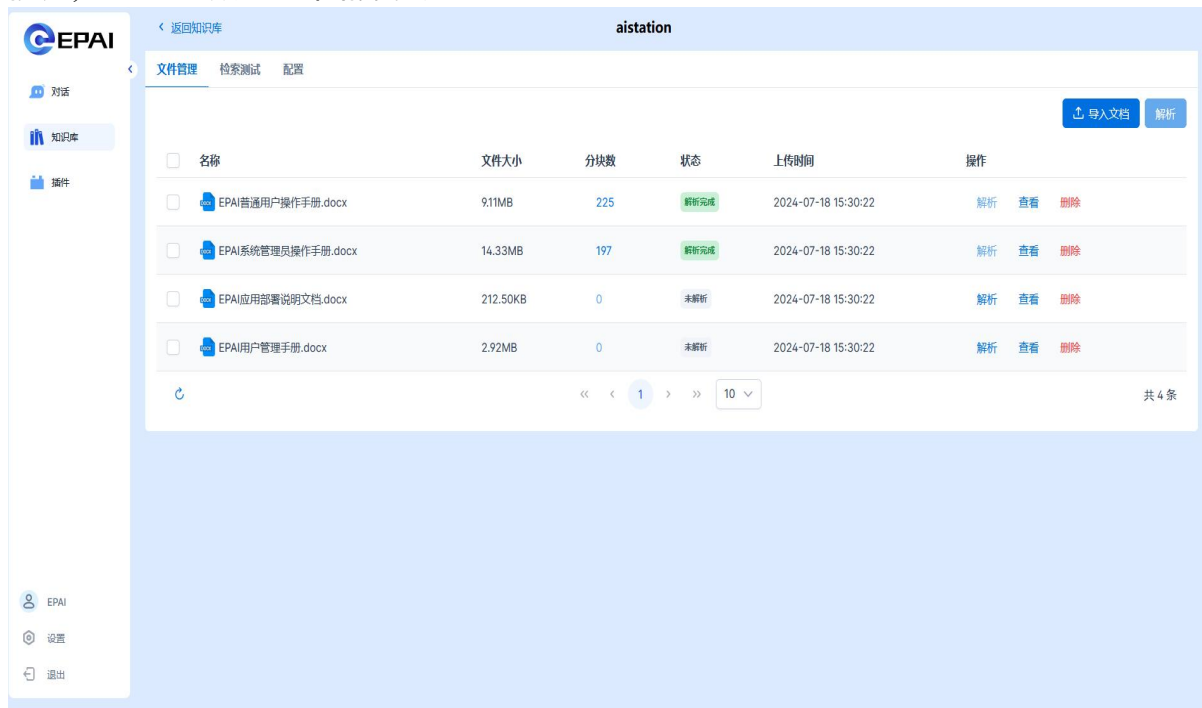 EPAI
返回知识库
aistation
文件管理 检索测试 配置
对话
知识库
插件
导入文档 解析
名称 文件大小 分块数 状态 上传时间 操作
EPAI普通用户操作手册.docx 9.11MB 225 解析完成 2024-07-18 15:30:22 解析 查看 删除
EPAI系统管理员操作手册.docx 14.33MB 197 解析完成 2024-07-18 15:30:22 解析 查看 删除
EPAI应用部署说明文档.docx 212.50KB 0 未解析 2024-07-18 15:30:22 解析 查看 删除
EPAI用户管理手册.docx 2.92MB 0 未解析 2024-07-18 15:30:22 解析 查看 删除
1 10 共 4 条
EPAI
设置
退出